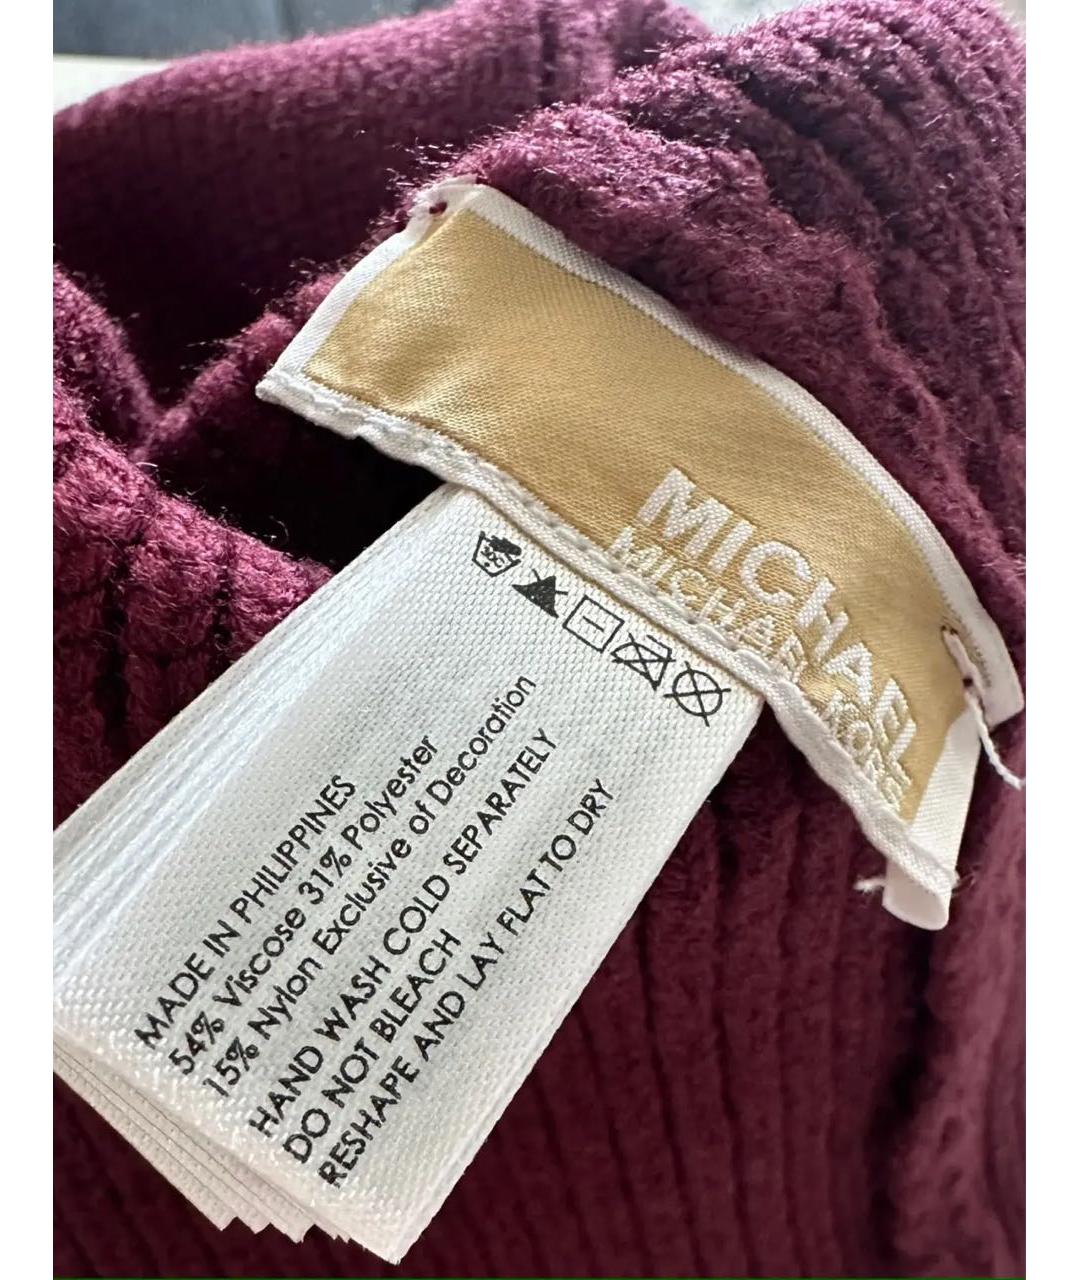 MICHAEL
MICHAEL KORS
MADE IN PHILIPPINES
54% Viscose 31% Polyester
15% Nylon Exclusive of Decoration
HAND WASH COLD SEPARATELY
DO NOT BLEACH
RESHAPE AND LAY FLAT TO DRY